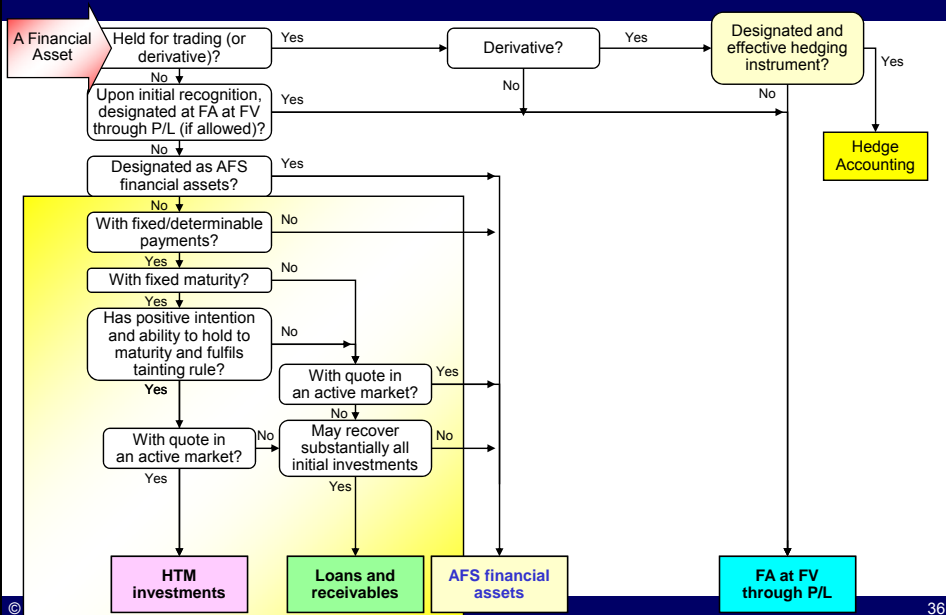 A Financial
Asset
Held for trading (or
derivative)?
Yes
Derivative?
Yes
Designated and
effective hedging
instrument?
Yes
No
No
No
Upon initial recognition,
designated at FA at FV
through P/L (if allowed)?
Yes
Hedge
Accounting
No
Designated as AFS
financial assets?
Yes
No
With fixed/determinable
payments?
No
Yes
With fixed maturity?
No
Yes
Has positive intention
and ability to hold to
maturity and fulfils
tainting rule?
No
Yes
With quote in
an active market?
Yes
No
With quote in
an active market?
No
May recover
substantially all
initial investments
No
Yes
Yes
HTM
investments
Loans and
receivables
AFS financial
assets
FA at FV
through P/L
©
36